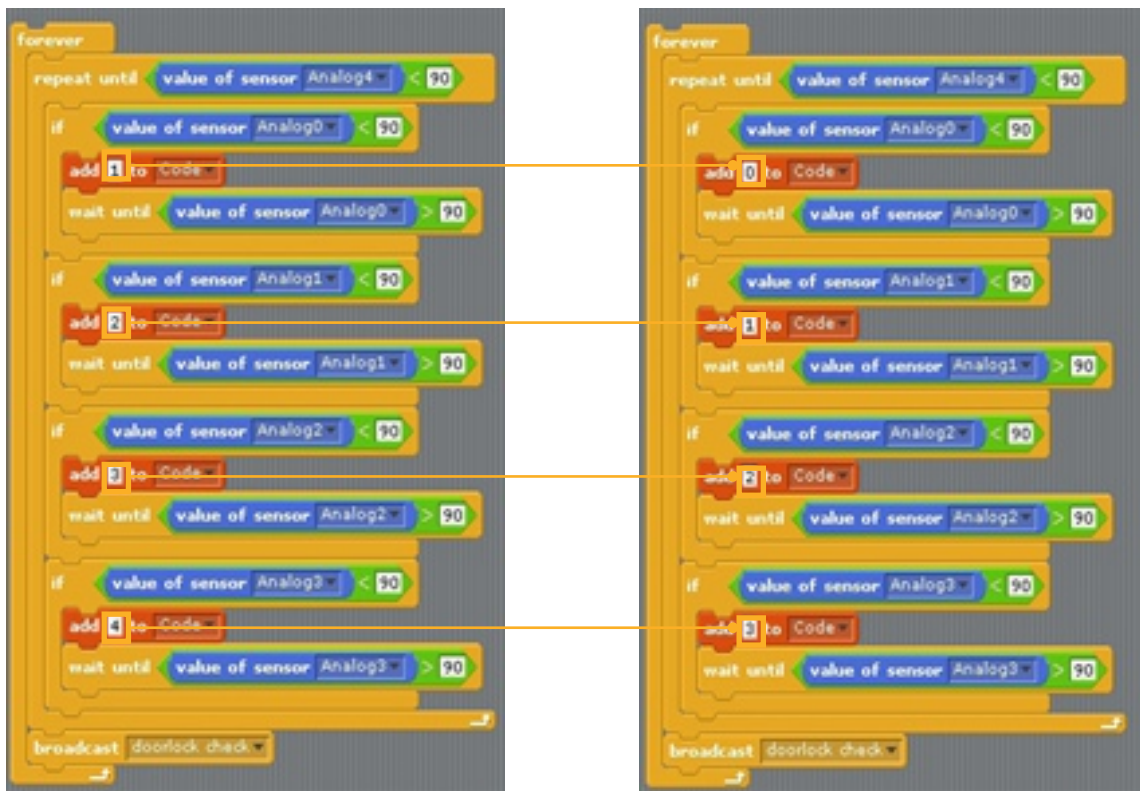 forever
repeat until value of sensor Analog4 < 90
if value of sensor Analog0 < 90
add 1 to Code
wait until value of sensor Analog0 > 90
if value of sensor Analog1 < 90
add 2 to Code
wait until value of sensor Analog1 > 90
if value of sensor Analog2 < 90
add 3 to Code
wait until value of sensor Analog2 > 90
if value of sensor Analog3 < 90
add 4 to Code
wait until value of sensor Analog3 > 90
broadcast doorlock check
forever
repeat until value of sensor Analog4 < 90
if value of sensor Analog0 < 90
add 0 to Code
wait until value of sensor Analog0 > 90
if value of sensor Analog1 < 90
add 1 to Code
wait until value of sensor Analog1 > 90
if value of sensor Analog2 < 90
add 2 to Code
wait until value of sensor Analog2 > 90
if value of sensor Analog3 < 90
add 3 to Code
wait until value of sensor Analog3 > 90
broadcast doorlock check